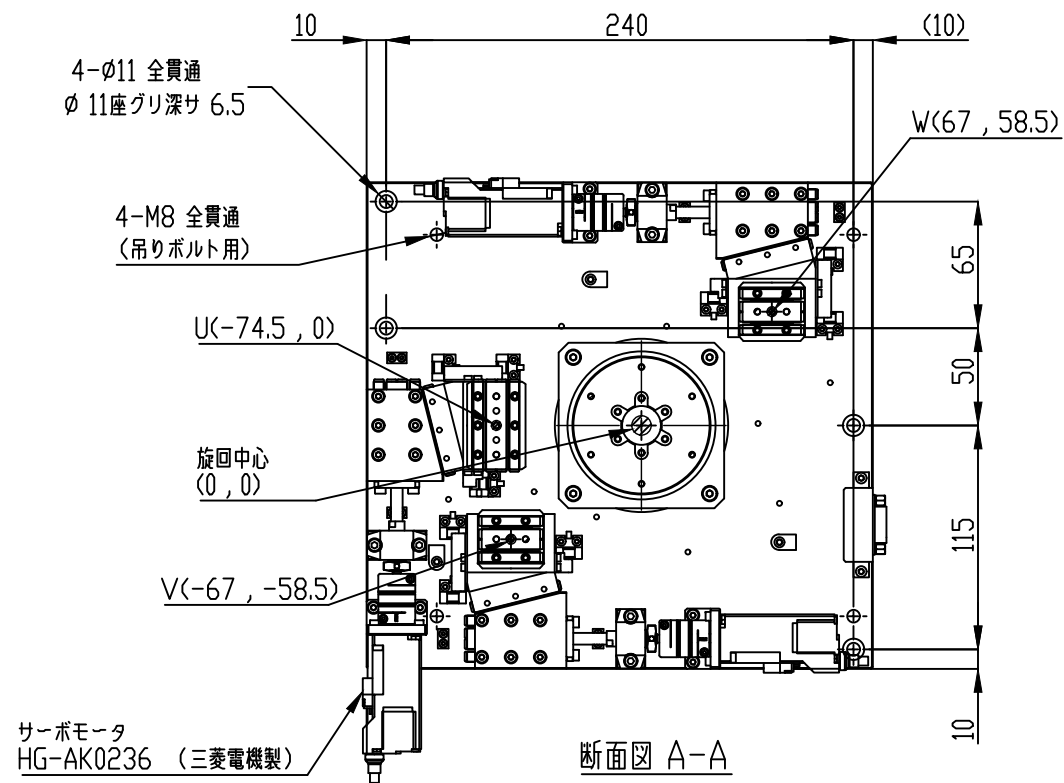 10
240
(10)
4-Ø11 全貫通
Ø 11座グリ深サ 6.5
W(67 , 58.5)
4-M8 全貫通
(吊りボルト用)
65
U(-74.5 , 0)
50
旋回中心
(0 , 0)
115
V(-67 , -58.5)
10
サーボモータ
HG-AK0236 (三菱電機製)
断面図 A-A